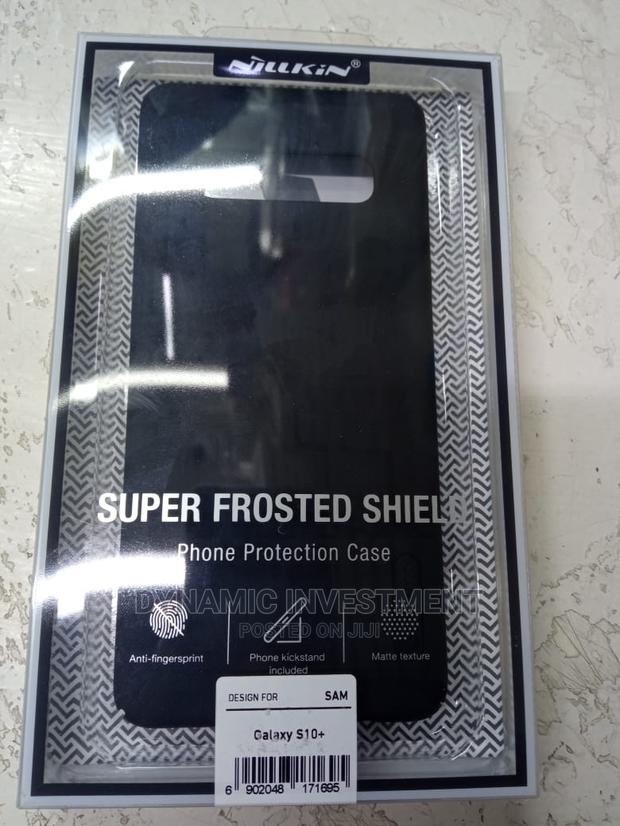 NILLKIN®
SUPER FROSTED SHIELD
Phone Protection Case
DYNAMIC INVESTMENT
POSTED ON JIJI
Anti-fingersprint
Phone kickstand
included
Matte texture
DESIGN FOR SAM
Galaxy S10+
6 902048 171695